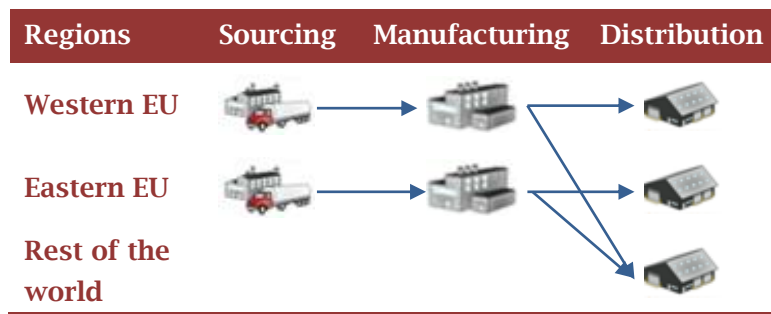 Regions Sourcing Manufacturing Distribution
Western EU
Eastern EU
Rest of the
world